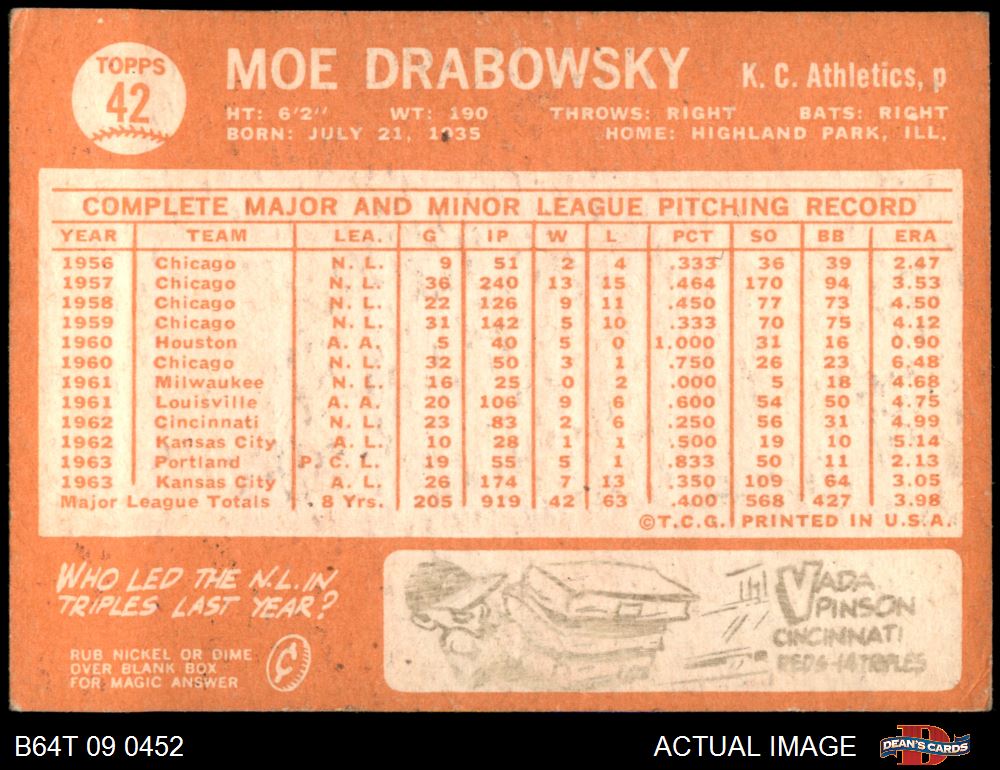 TOPPS
42
MOE DRABOWSKY
K. C. Athletics, p
HT: 6'2" WT: 190 THROWS: RIGHT BATS: RIGHT
BORN: JULY 21, 1935 HOME: HIGHLAND PARK, ILL.
COMPLETE MAJOR AND MINOR LEAGUE PITCHING RECORD
YEAR TEAM LEA. G IP W L PCT SO BB ERA
1956 Chicago N. L. 9 51 2 4 .333 36 39 2.47
1957 Chicago N. L. 36 240 13 15 .464 170 94 3.53
1958 Chicago N. L. 22 126 9 11 .450 77 73 4.50
1959 Chicago N. L. 31 142 5 10 .333 70 75 4.12
1960 Houston A. A. 5 40 5 0 1.000 31 16 0.90
1960 Chicago N. L. 32 50 3 1 .750 26 23 6.48
1961 Milwaukee N. L. 16 25 0 2 .000 5 18 4.68
1961 Louisville A. A. 20 106 9 6 .600 54 50 4.75
1962 Cincinnati N. L. 23 83 2 6 .250 56 31 4.99
1962 Kansas City A. L. 10 28 1 1 .500 19 10 5.14
1963 Portland P. C. L. 19 55 5 1 .833 50 11 2.13
1963 Kansas City A. L. 26 174 7 13 .350 109 64 3.05
Major League Totals 8 Yrs. 205 919 42 63 .400 568 427 3.98
©T.C.G. PRINTED IN U.S.A.
WHO LED THE N.L. IN
TRIPLES LAST YEAR?
RUB NICKEL OR DIME
OVER BLANK BOX
FOR MAGIC ANSWER
VADA
PINSON
CINCINNATI
REDS-14 TRIPLES
B64T 09 0452
ACTUAL IMAGE
DEAN'S CARDS